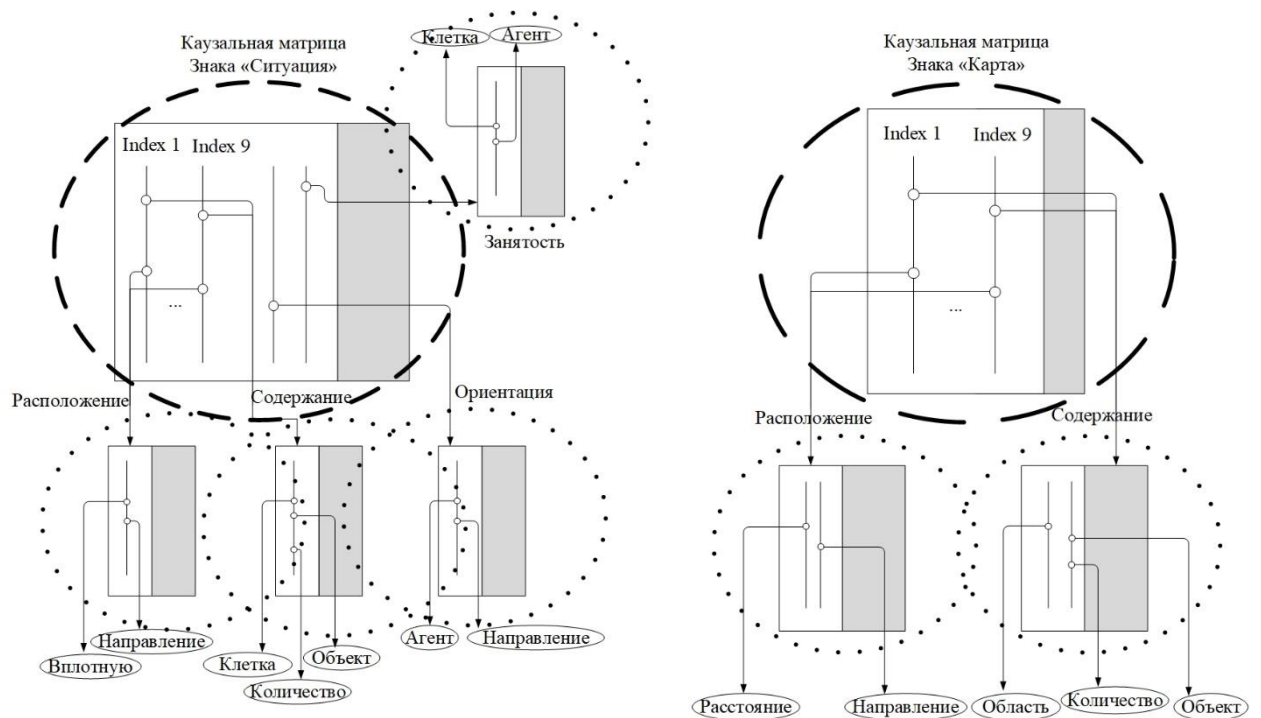 Каузальная матрица
Знака «Ситуация»
Клетка
Агент
Index 1
Index 9
...
Занятость
Расположение
Содержание
Ориентация
Направление
Вплотную
Клетка
Объект
Количество
Агент
Направление
Каузальная матрица
Знака «Карта»
Index 1
Index 9
...
Расположение
Содержание
Расстояние
Направление
Область
Количество
Объект